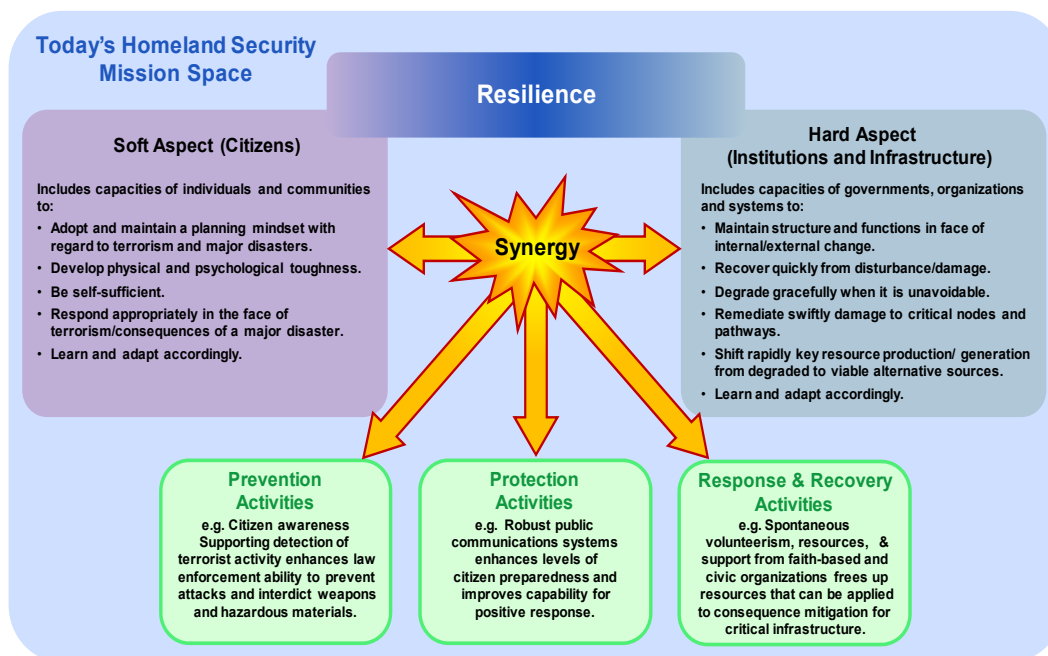 Today's Homeland Security
Mission Space
Resilience
Soft Aspect (Citizens)
Includes capacities of individuals and communities
to:
• Adopt and maintain a planning mindset with
regard to terrorism and major disasters.
• Develop physical and psychological toughness.
• Be self-sufficient.
• Respond appropriately in the face of
terrorism/consequences of a major disaster.
• Learn and adapt accordingly.
Synergy
Hard Aspect
(Institutions and Infrastructure)
Includes capacities of governments, organizations
and systems to:
• Maintain structure and functions in face of
internal/external change.
• Recover quickly from disturbance/damage.
• Degrade gracefully when it is unavoidable.
• Remediate swiftly damage to critical nodes and
pathways.
• Shift rapidly key resource production/ generation
from degraded to viable alternative sources.
• Learn and adapt accordingly.
Prevention
Activities
e.g. Citizen awareness
Supporting detection of
terrorist activity enhances law
enforcement ability to prevent
attacks and interdict weapons
and hazardous materials.
Protection
Activities
e.g. Robust public
communications systems
enhances levels of
citizen preparedness and
improves capability for
positive response.
Response & Recovery
Activities
e.g. Spontaneous
volunteerism, resources, &
support from faith-based and
civic organizations frees up
resources that can be applied
to consequence mitigation for
critical infrastructure.